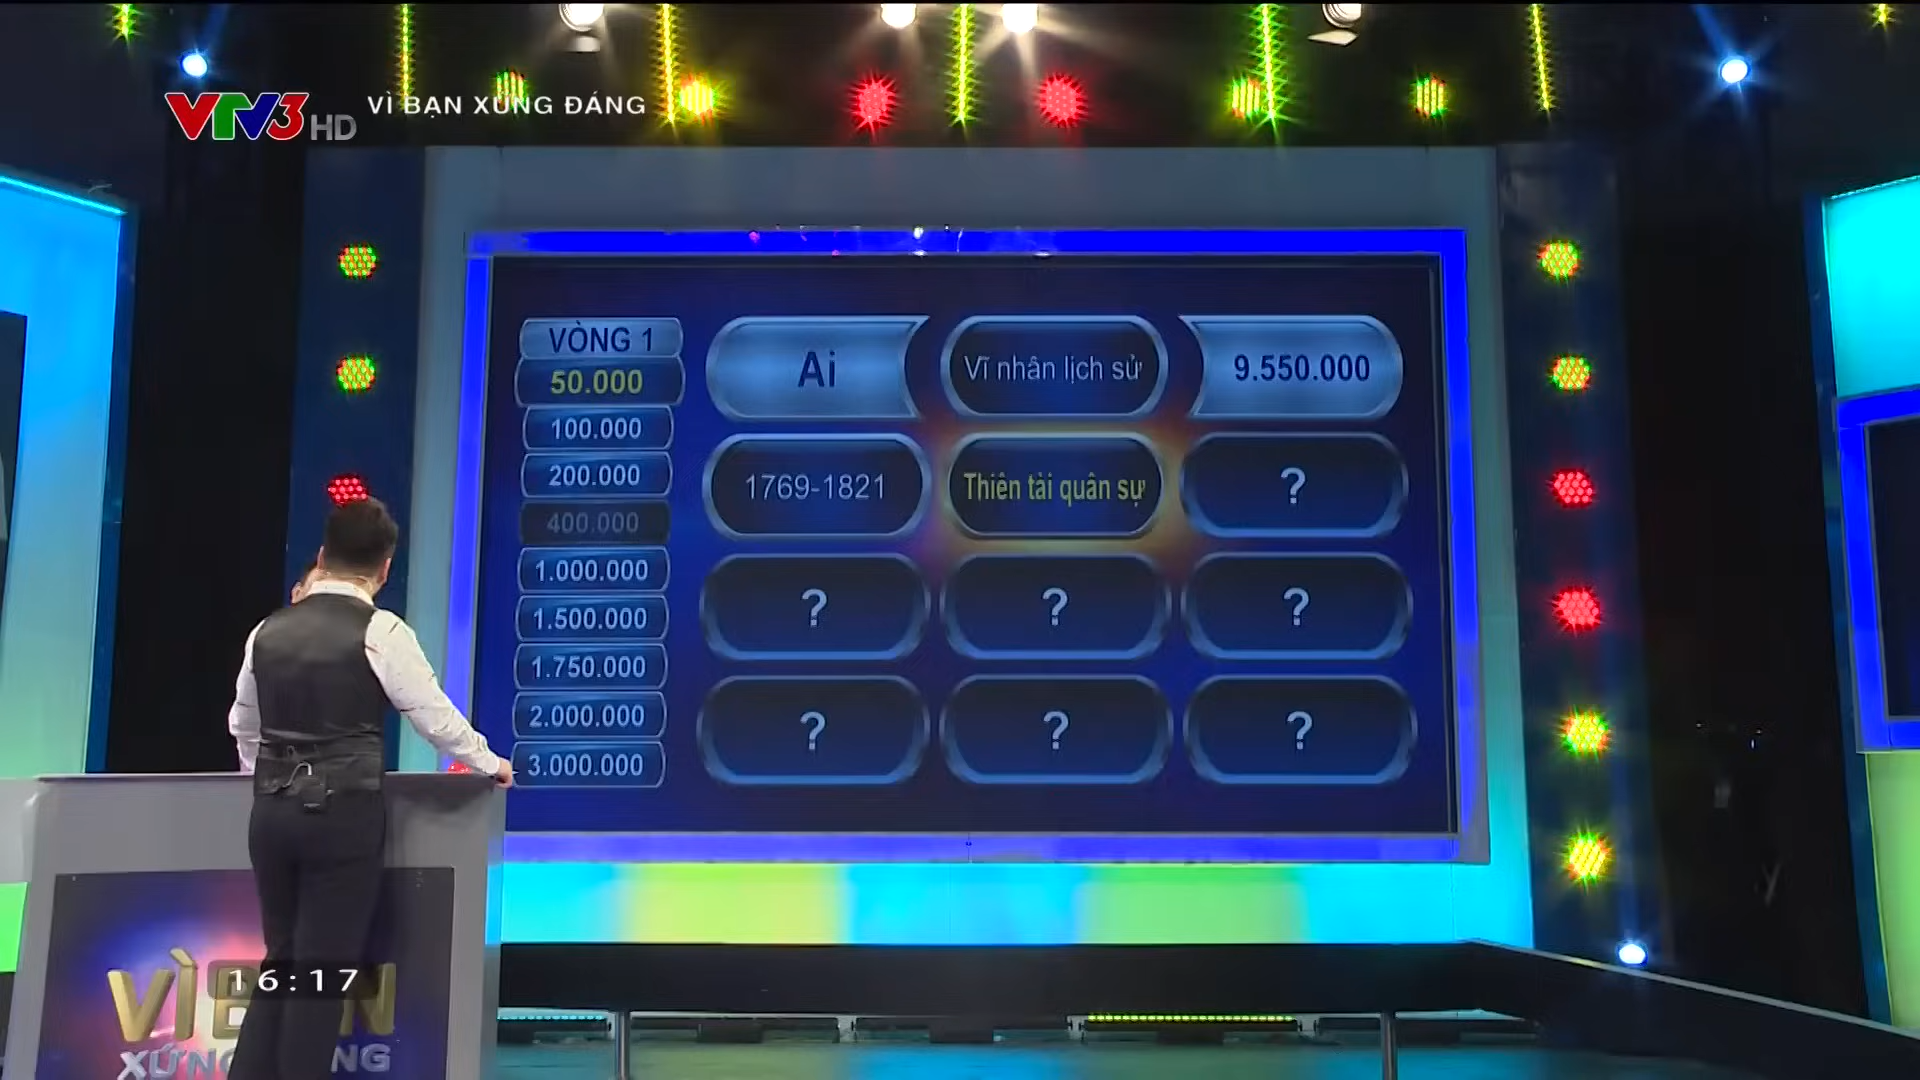 VTV3 HD
VÌ BẠN XỨNG ĐÁNG
VÒNG 1
50.000
100.000
200.000
400.000
1.000.000
1.500.000
1.750.000
2.000.000
3.000.000
Ai
Vĩ nhân lịch sử
9.550.000
1769-1821
Thiên tài quân sự
?
?
?
?
?
?
?
16:17
VÌ